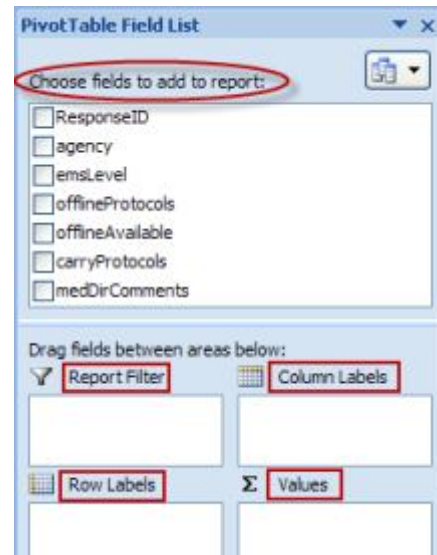 PivotTable Field List
Choose fields to add to report:
ResponseID
agency
emsLevel
offlineProtocols
offlineAvailable
carryProtocols
medDirComments
Drag fields between areas below:
Report Filter
Column Labels
Row Labels
Σ Values